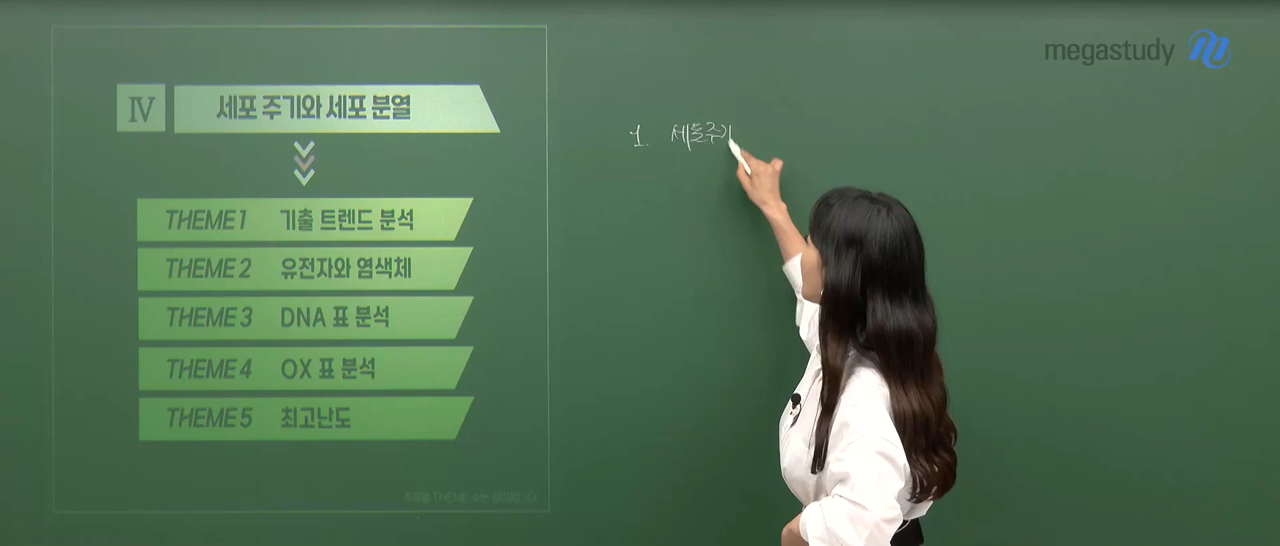 megastudy
IV
세포 주기와 세포 분열
THEME 1 기출 트렌드 분석
THEME 2 유전자와 염색체
THEME 3 DNA 표 분석
THEME 4 OX 표 분석
THEME 5 최고난도
1. 세포주기